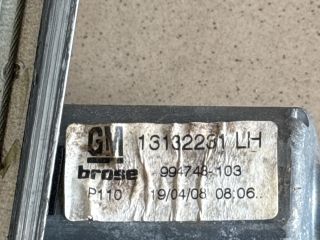 GM 13132281 LH
brose 994748-103
P110 19/04/08 08:06..